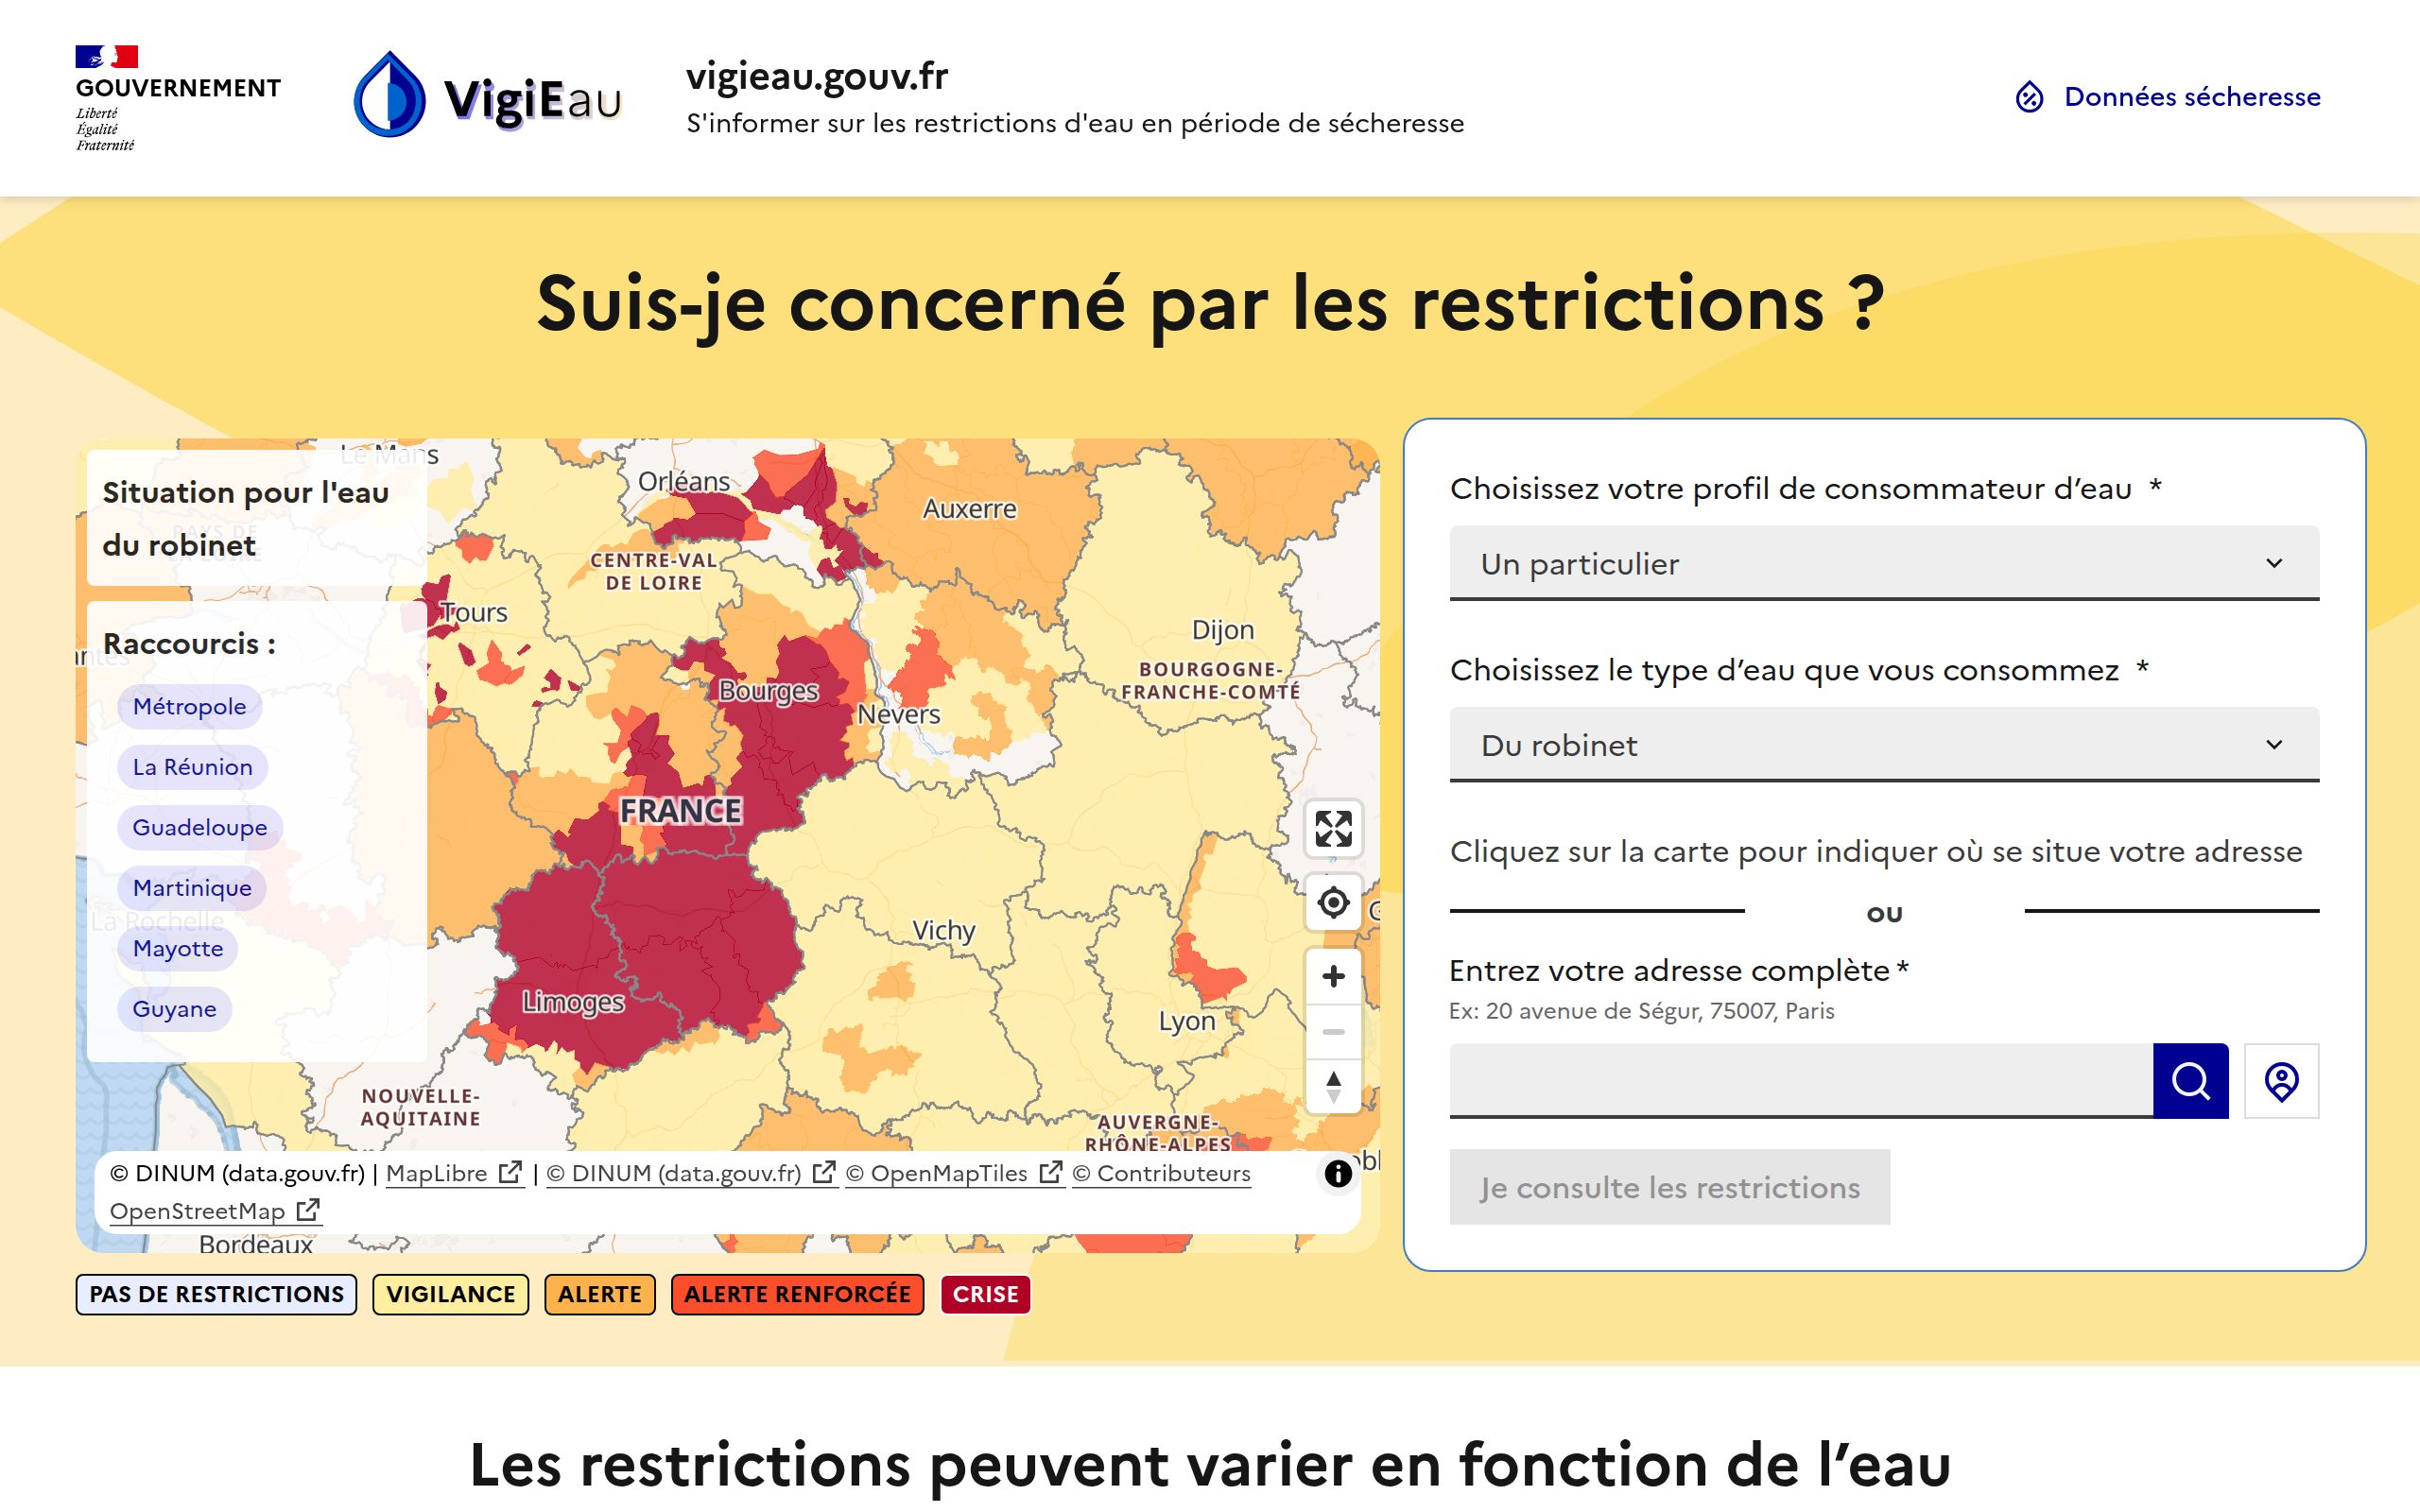 GOUVERNEMENT
Liberté
Égalité
Fraternité
VigiEau
vigieau.gouv.fr
S'informer sur les restrictions d'eau en période de sécheresse
Données sécheresse
Suis-je concerné par les restrictions ?
Situation pour l'eau
du robinet
Raccourcis :
Métropole
La Réunion
Guadeloupe
Martinique
Mayotte
Guyane
Le Mans
PAYS DE
LOIRE
La Rochelle
Orléans
Auxerre
CENTRE-VAL
DE LOIRE
Tours
Dijon
BOURGOGNE-
FRANCHE-COMTÉ
Bourges
Nevers
FRANCE
Vichy
Limoges
Lyon
NOUVELLE-
AQUITAINE
AUVERGNE-
RHÔNE-ALPES
© DINUM (data.gouv.fr) | MapLibre | © DINUM (data.gouv.fr) © OpenMapTiles © Contributeurs
OpenStreetMap
Bordeaux
PAS DE RESTRICTIONS
VIGILANCE
ALERTE
ALERTE RENFORCÉE
CRISE
Choisissez votre profil de consommateur d’eau *
Un particulier
Choisissez le type d’eau que vous consommez *
Du robinet
Cliquez sur la carte pour indiquer où se situe votre adresse
ou
Entrez votre adresse complète *
Ex: 20 avenue de Ségur, 75007, Paris
Je consulte les restrictions
Les restrictions peuvent varier en fonction de l’eau